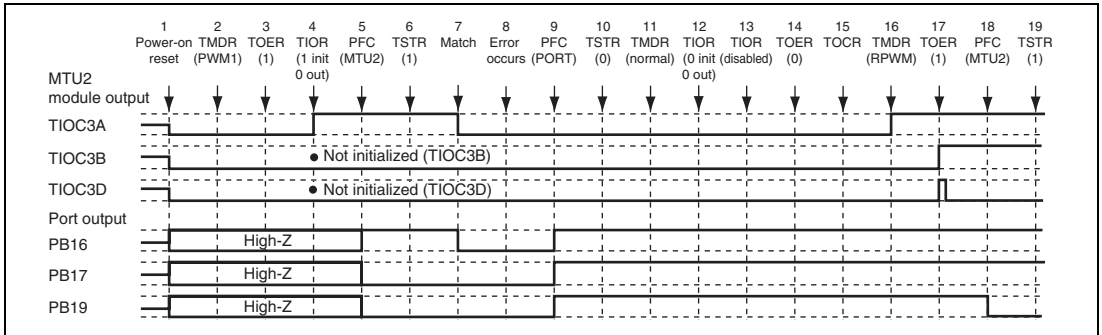 1 2 3 4 5 6 7 8 9 10 11 12 13 14 15 16 17 18 19
Power-on TMDR TOER TIOR PFC TSTR Match Error PFC TSTR TMDR TIOR TIOR TOER TOCR TMDR TOER PFC TSTR
reset (PWM1) (1) (1 init (MTU2) (1) occurs (PORT) (0) (normal) (0 init (disabled) (0) (RPWM) (1) (MTU2) (1)
0 out) 0 out)
MTU2
module output
TIOC3A
TIOC3B
• Not initialized (TIOC3B)
TIOC3D
• Not initialized (TIOC3D)
Port output
PB16
High-Z
PB17
High-Z
PB19
High-Z